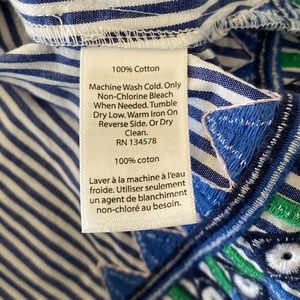 100% Cotton
Machine Wash Cold. Only
Non-Chlorine Bleach
When Needed. Tumble
Dry Low. Warm Iron On
Reverse Side. Or Dry
Clean.
RN 134578
100% coton
Laver à la machine à l'eau
froide. Utiliser seulement
un agent de blanchiment
non-chloré au besoin.